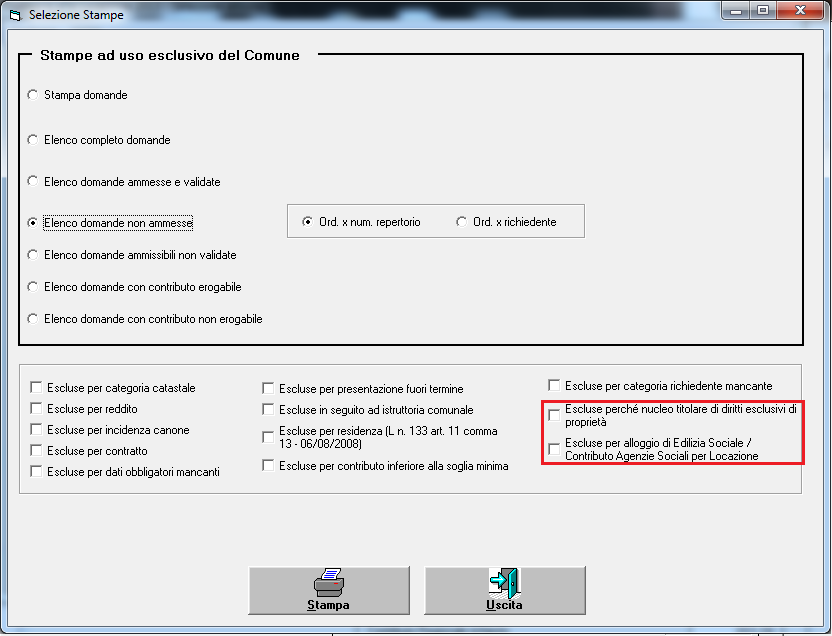 Selezione Stampe
Stampe ad uso esclusivo del Comune
Stampa domande
Elenco completo domande
Elenco domande ammesse e validate
Elenco domande non ammesse
Ord. x num. repertorio
Ord. x richiedente
Elenco domande ammissibili non validate
Elenco domande con contributo erogabile
Elenco domande con contributo non erogabile
Escluse per categoria catastale
Escluse per reddito
Escluse per incidenza canone
Escluse per contratto
Escluse per dati obbligatori mancanti
Escluse per presentazione fuori termine
Escluse in seguito ad istruttoria comunale
Escluse per residenza (L n. 133 art. 11 comma
13 - 06/08/2008)
Escluse per contributo inferiore alla soglia minima
Escluse per categoria richiedente mancante
Escluse perché nucleo titolare di diritti esclusivi di
proprietà
Escluse per alloggio di Edilizia Sociale /
Contributo Agenzie Sociali per Locazione
Stampa
Uscita